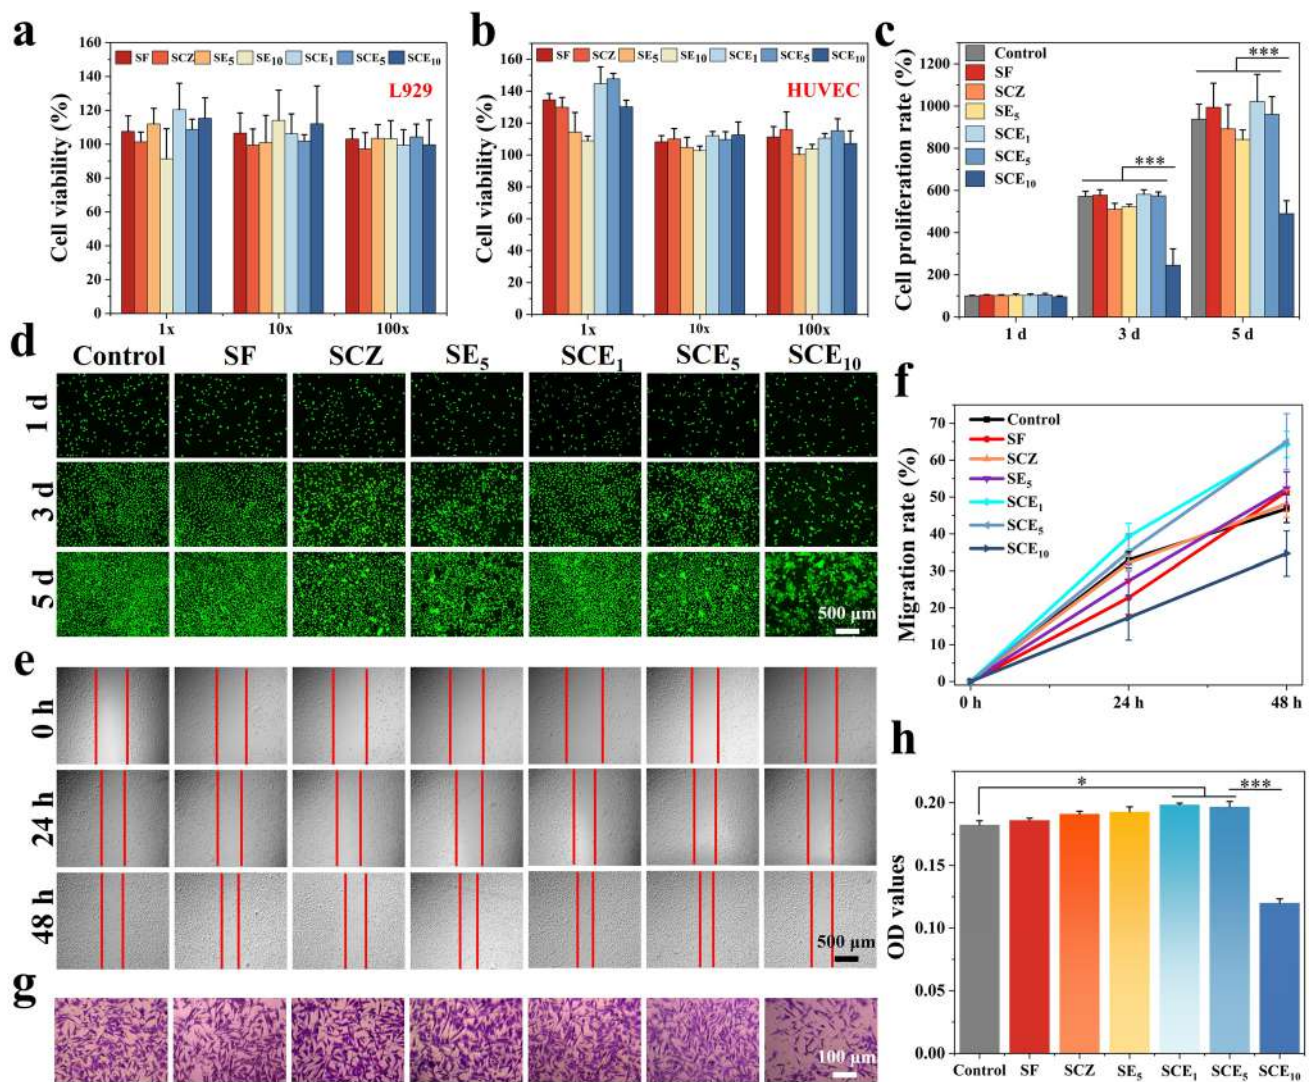 a
160
140
120
100
80
60
40
20
0
Cell viability (%)
SF SCZ SE5 SE10 SCE1 SCE5 SCE10
L929
1x 10x 100x
b
160
140
120
100
80
60
40
20
0
Cell viability (%)
SF SCZ SE5 SE10 SCE1 SCE5 SCE10
HUVEC
1x 10x 100x
c
1200
1000
800
600
400
200
0
Cell proliferation rate (%)
Control
SF
SCZ
SE5
SCE1
SCE5
SCE10
***
***
1 d 3 d 5 d
d
Control SF SCZ SE5 SCE1 SCE5 SCE10
1 d
3 d
5 d
500 μm
e
0 h
24 h
48 h
500 μm
f
70
60
50
40
30
20
10
0
Migration rate (%)
Control
SF
SCZ
SE5
SCE1
SCE5
SCE10
0 h 24 h 48 h
g
100 μm
h
0.20
0.15
0.10
0.05
0.00
OD values
* ***
Control SF SCZ SE5 SCE1 SCE5 SCE10